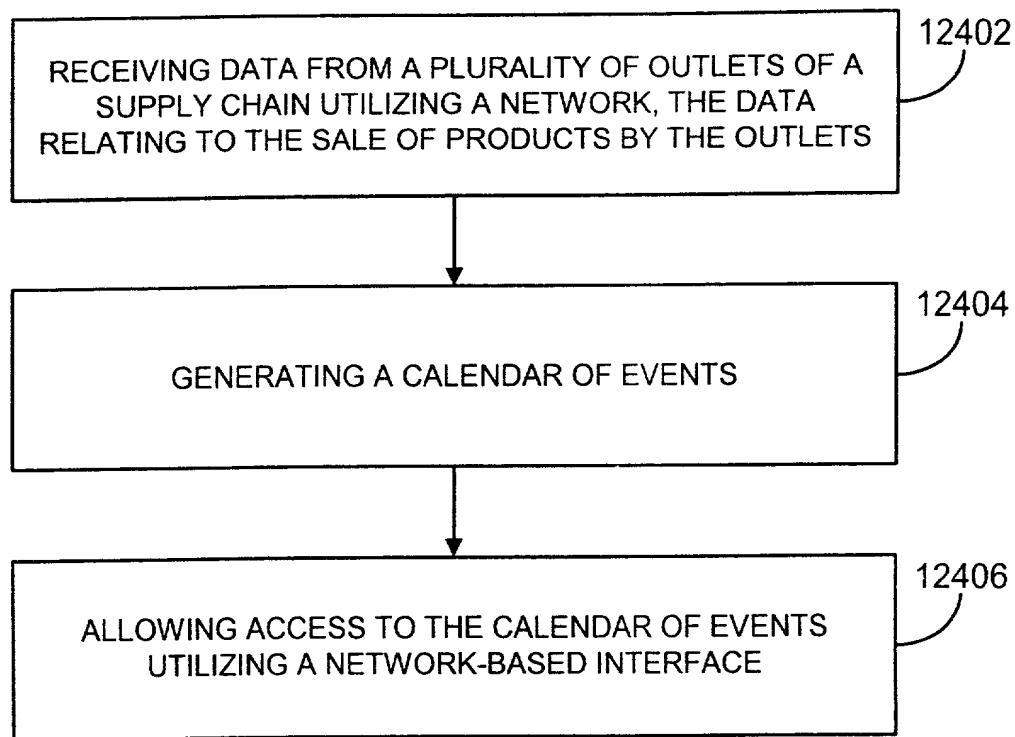 12402
RECEIVING DATA FROM A PLURALITY OF OUTLETS OF A
SUPPLY CHAIN UTILIZING A NETWORK, THE DATA
RELATING TO THE SALE OF PRODUCTS BY THE OUTLETS
12404
GENERATING A CALENDAR OF EVENTS
12406
ALLOWING ACCESS TO THE CALENDAR OF EVENTS
UTILIZING A NETWORK-BASED INTERFACE